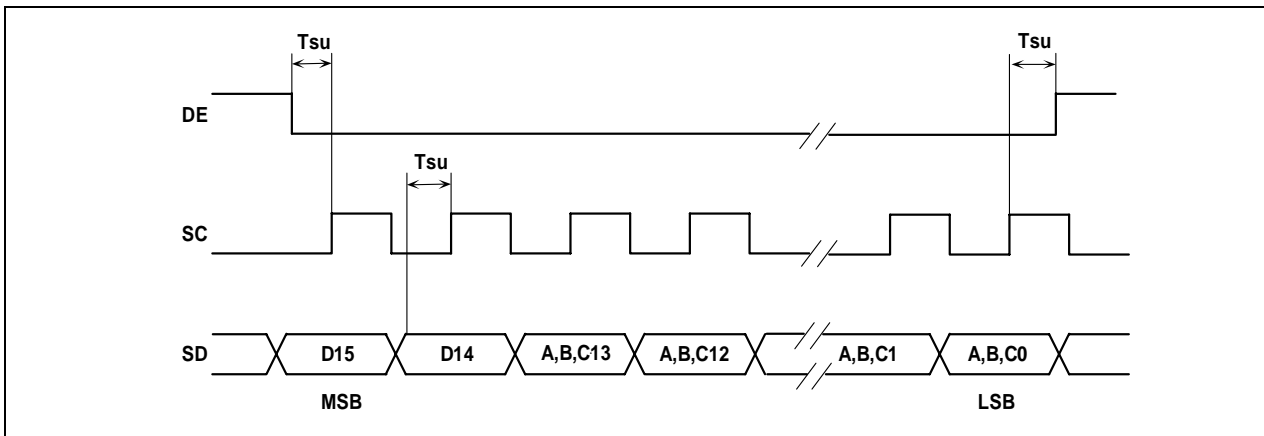 Tsu Tsu
DE
Tsu
SC
SD D15 D14 A,B,C13 A,B,C12 A,B,C1 A,B,C0
MSB LSB